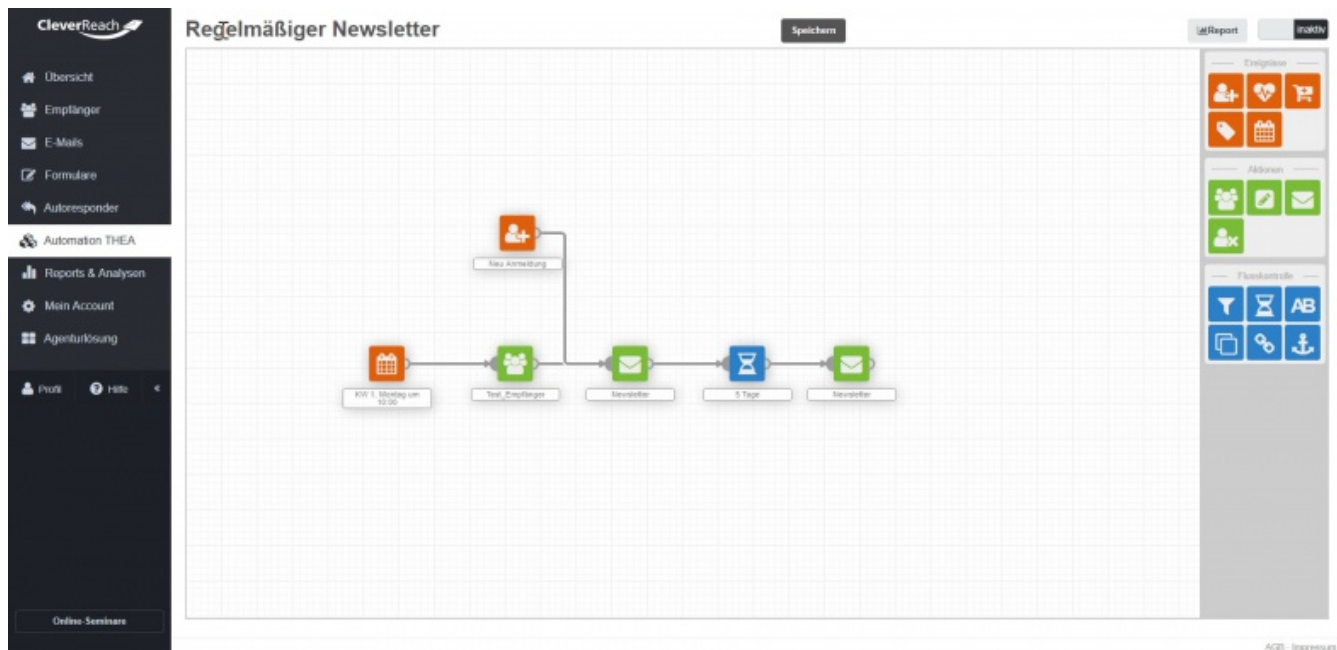 CleverReach
Regelmäßiger Newsletter
Speichern
Report
inaktiv
Übersicht
Empfänger
E-Mails
Formulare
Autoresponder
Automation THEA
Reports & Analysen
Mein Account
Agenturlösung
Profil
Hilfe
Online-Seminare
Neu Anmeldung
KW 1, Montag um
10:00
Test_Empfänger
Newsletter
5 Tage
Newsletter
Ereignisse
Aktionen
Flusskontrolle
AB
AGB - Impressum